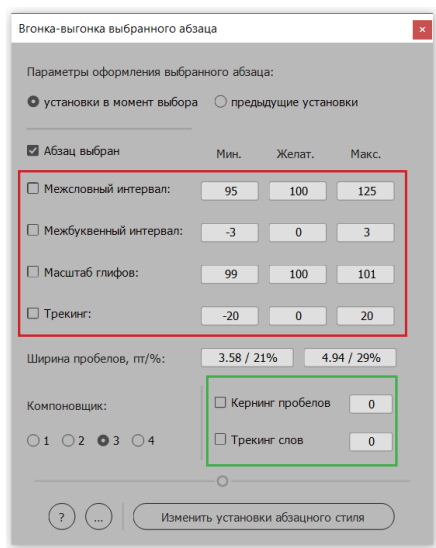 Вгонка-выгонка выбранного абзаца ×
Параметры оформления выбранного абзаца:
установки в момент выбора предыдущие установки
Абзац выбран Мин. Желат. Макс.
Межсловный интервал: 95 100 125
Межбуквенный интервал: -3 0 3
Масштаб глифов: 99 100 101
Трекинг: -20 0 20
Ширина пробелов, пт/%: 3.58 / 21% 4.94 / 29%
Кернинг пробелов 0
Компоновщик:
1 2 3 4 Трекинг слов 0
? ... Изменить установки абзацного стиля